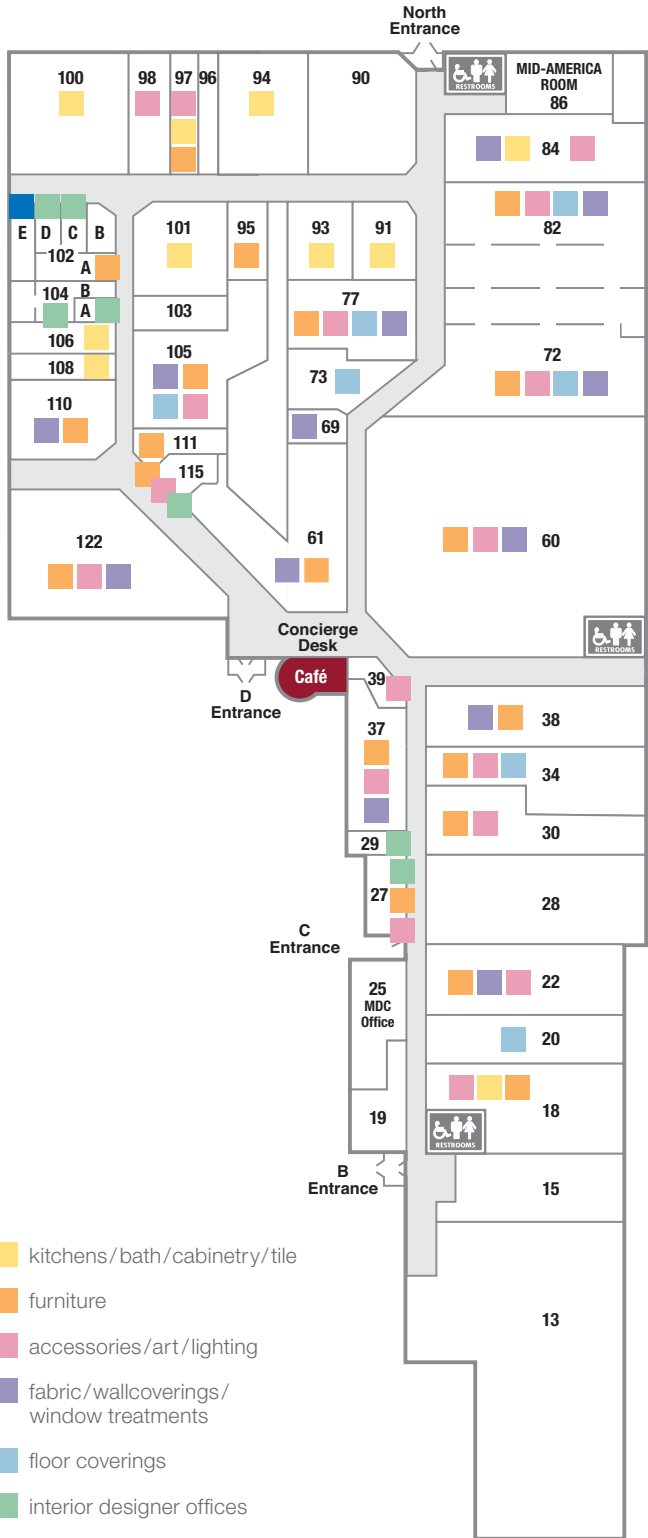 North
Entrance
RESTROOMS
MID-AMERICA
ROOM
86
100
98
97
96
94
90
84
82
E
D
C
B
102
A
B
104
A
106
108
110
101
95
93
91
103
77
105
73
72
69
111
115
61
60
122
RESTROOMS
Concierge
Desk
Café
D
Entrance
39
37
38
34
30
29
27
28
C
Entrance
25
MDC
Office
22
20
18
19
RESTROOMS
B
Entrance
15
13
kitchens/bath/cabinetry/tile
furniture
accessories/art/lighting
fabric/wallcoverings/
window treatments
floor coverings
interior designer offices